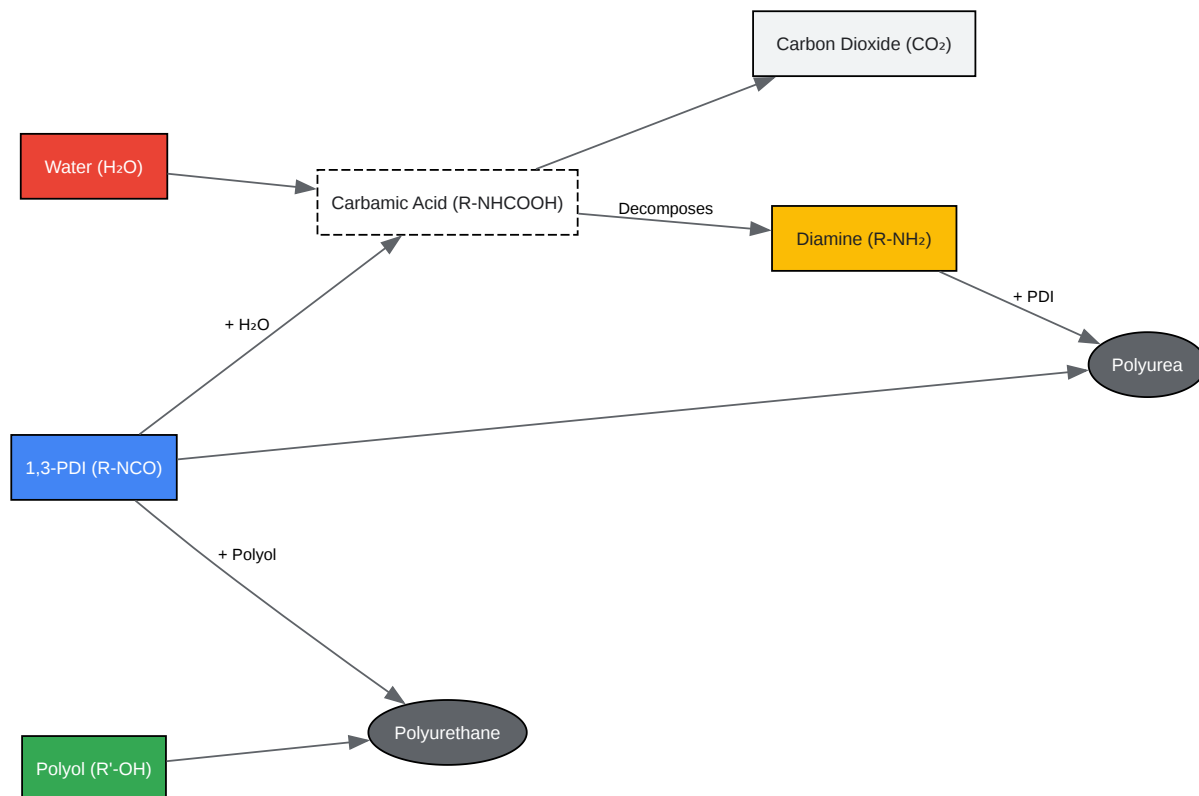 Carbon Dioxide (CO₂)
Water (H₂O)
Carbamic Acid (R-NHCOOH)
Decomposes
Diamine (R-NH₂)
+ PDI
+ H₂O
Polyurea
1,3-PDI (R-NCO)
+ Polyol
Polyurethane
Polyol (R'-OH)